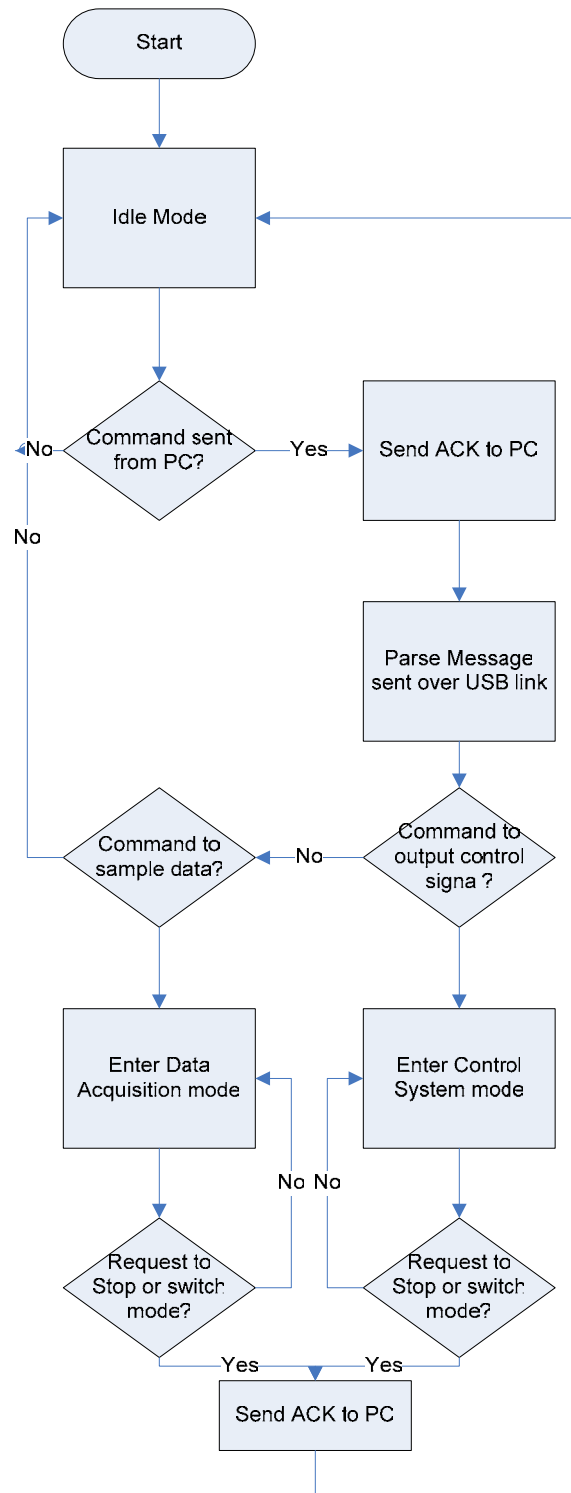 Start
Idle Mode
Command sent
from PC?
No
Yes
Send ACK to PC
No
Parse Message
sent over USB link
Command to
sample data?
No
Command to
output control
signa ?
Enter Data
Acquisition mode
Enter Control
System mode
No
No
Request to
Stop or switch
mode?
Request to
Stop or switch
mode?
Yes
Yes
Send ACK to PC